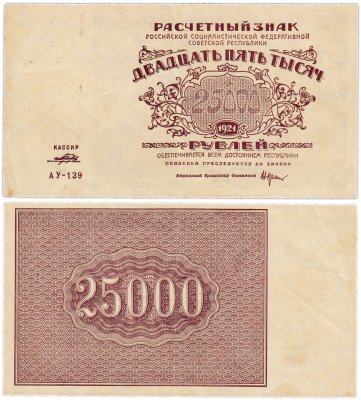 РАСЧЕТНЫЙ ЗНАК
РОССИЙСКОЙ СОЦИАЛИСТИЧЕСКОЙ ФЕДЕРАТИВНОЙ
СОВЕТСКОЙ РЕСПУБЛИКИ
ДВАДЦАТЬ ПЯТЬ ТЫСЯЧ
25000
1921
РУБЛЕЙ
ОБЕСПЕЧИВАЕТСЯ ВСЕМ ДОСТОЯНИЕМ РЕСПУБЛИКИ
ПОДДЕЛКА ПРЕСЛЕДУЕТСЯ ПО ЗАКОНУ
Народный Комиссар Финансов
КАССИР
АУ-139
25000